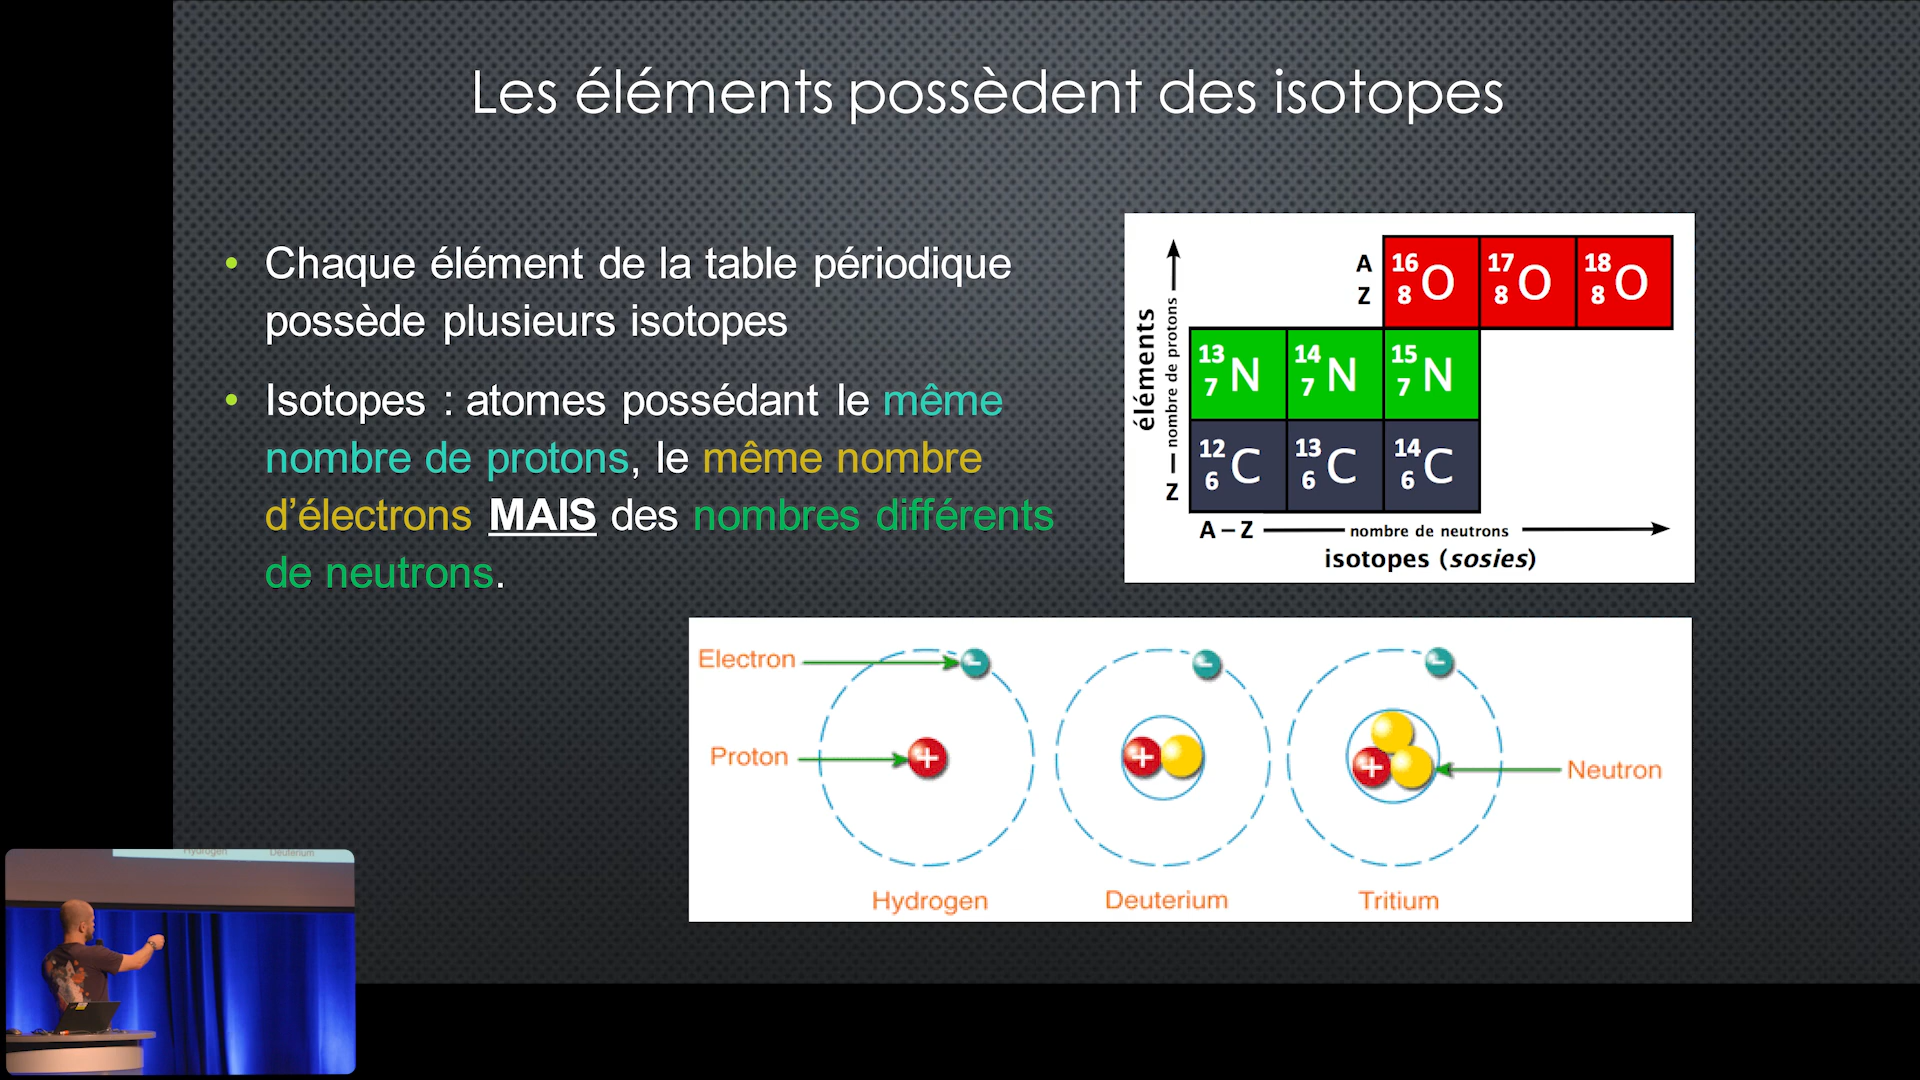 Les éléments possèdent des isotopes
• Chaque élément de la table périodique
possède plusieurs isotopes
• Isotopes : atomes possédant le même
nombre de protons, le même nombre
d’électrons MAIS des nombres différents
de neutrons.
éléments
Z — nombre de protons
A
Z
16 8 O 17 8 O 18 8 O
13 7 N 14 7 N 15 7 N
12 6 C 13 6 C 14 6 C
A – Z nombre de neutrons
isotopes (sosies)
Electron
Proton
Neutron
- - -
+ + +
Hydrogen Deuterium Tritium
Hydrogen Deuterium